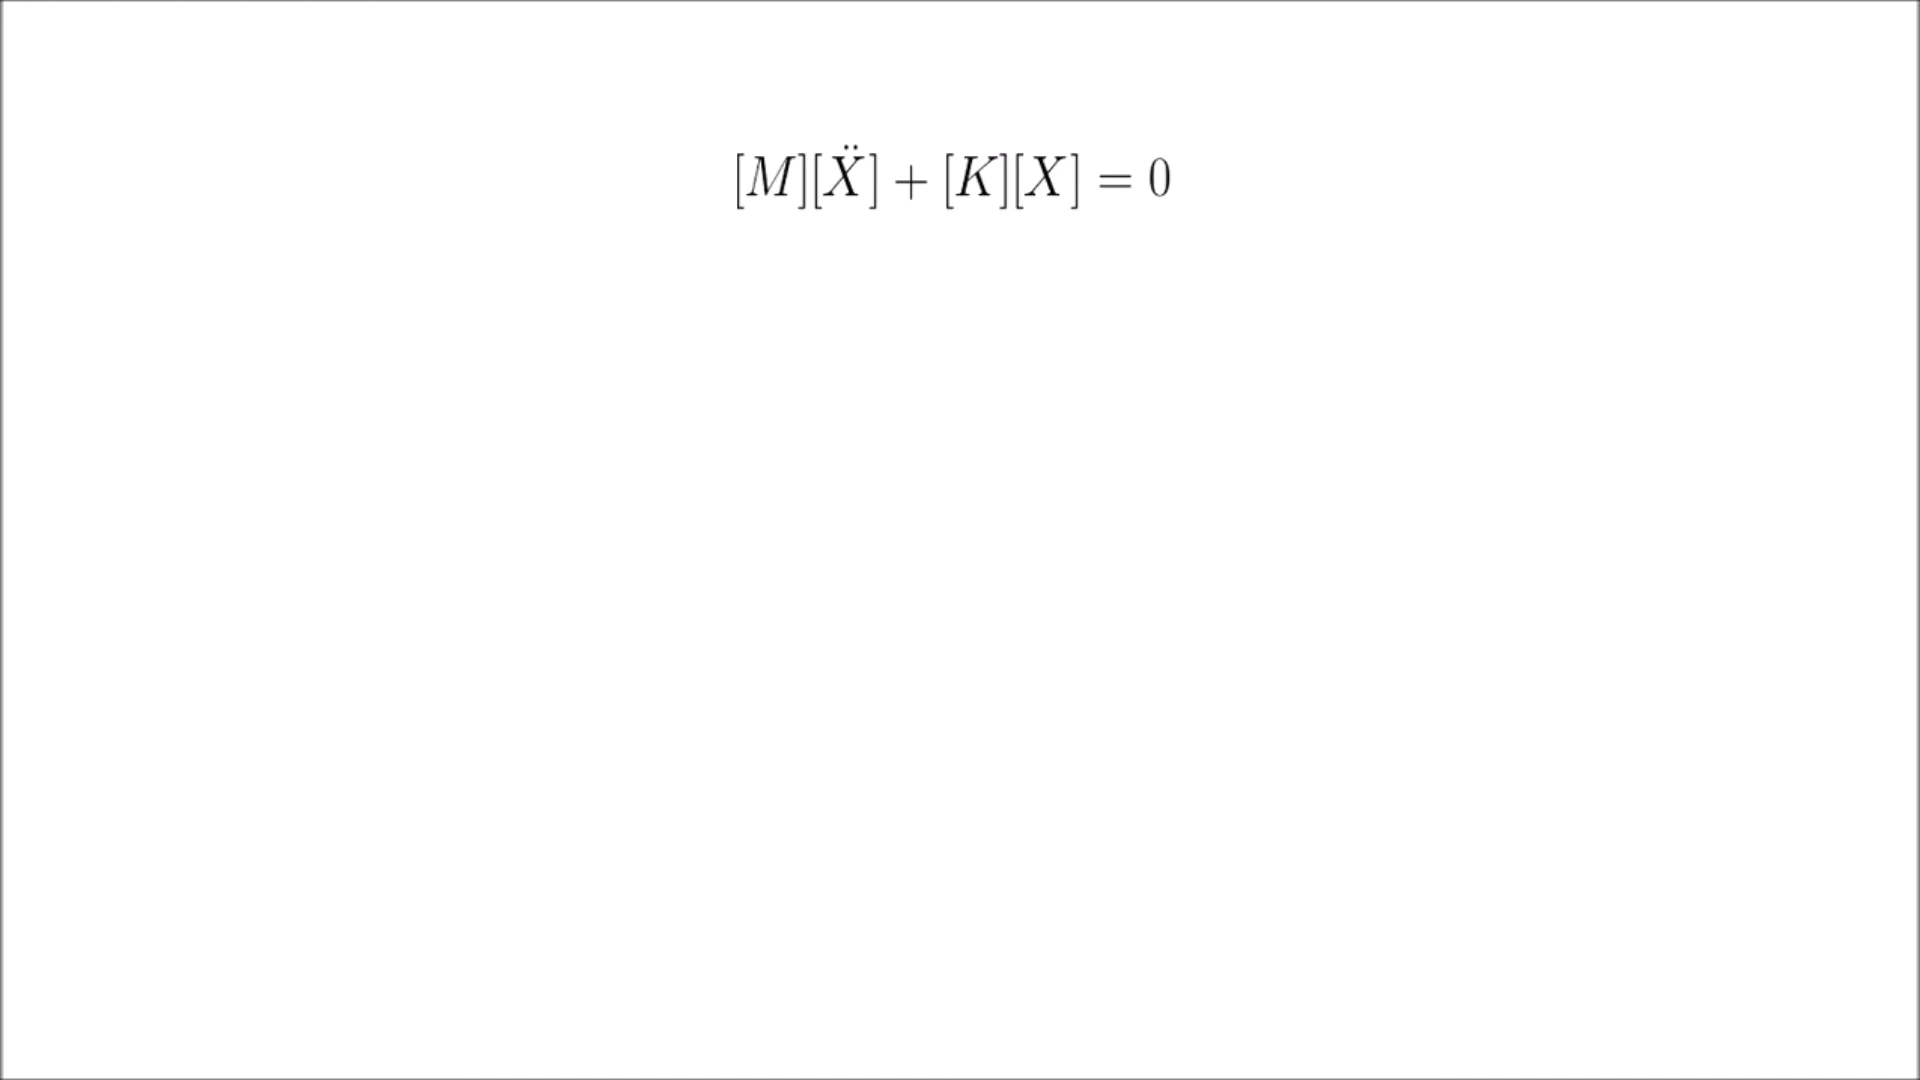 [M][Ẍ] + [K][X] = 0